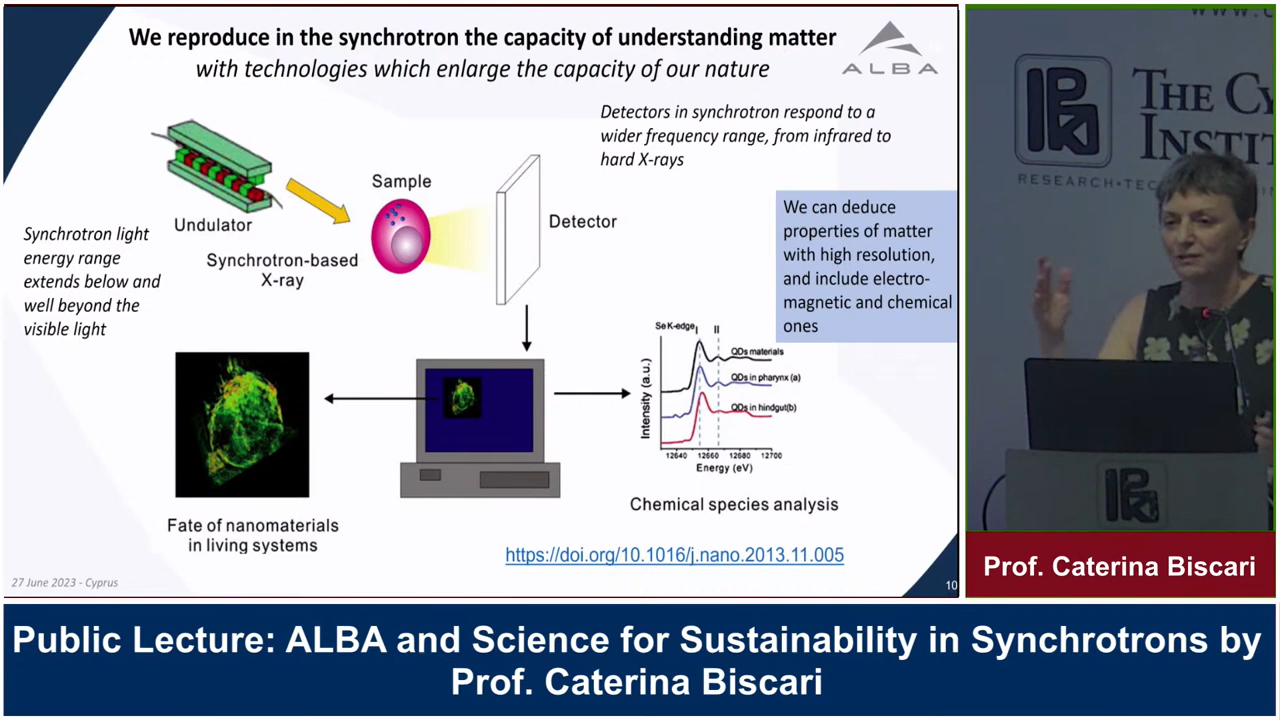 We reproduce in the synchrotron the capacity of understanding matter
with technologies which enlarge the capacity of our nature
ALBA
Detectors in synchrotron respond to a
wider frequency range, from infrared to
hard X-rays
Undulator
Sample
Detector
Synchrotron-based
X-ray
Synchrotron light
energy range
extends below and
well beyond the
visible light
We can deduce
properties of matter
with high resolution,
and include electro-
magnetic and chemical
ones
Se K-edge
I
II
QDs materials
QDs in pharynx (a)
QDs in hindgut(b)
Intensity (a.u.)
12640 12660 12680 12700
Energy (eV)
Chemical species analysis
Fate of nanomaterials
in living systems
https://doi.org/10.1016/j.nano.2013.11.005
27 June 2023 - Cyprus
10
THE CY
INSTI
RESEARCH•TEC
Prof. Caterina Biscari
Public Lecture: ALBA and Science for Sustainability in Synchrotrons by
Prof. Caterina Biscari